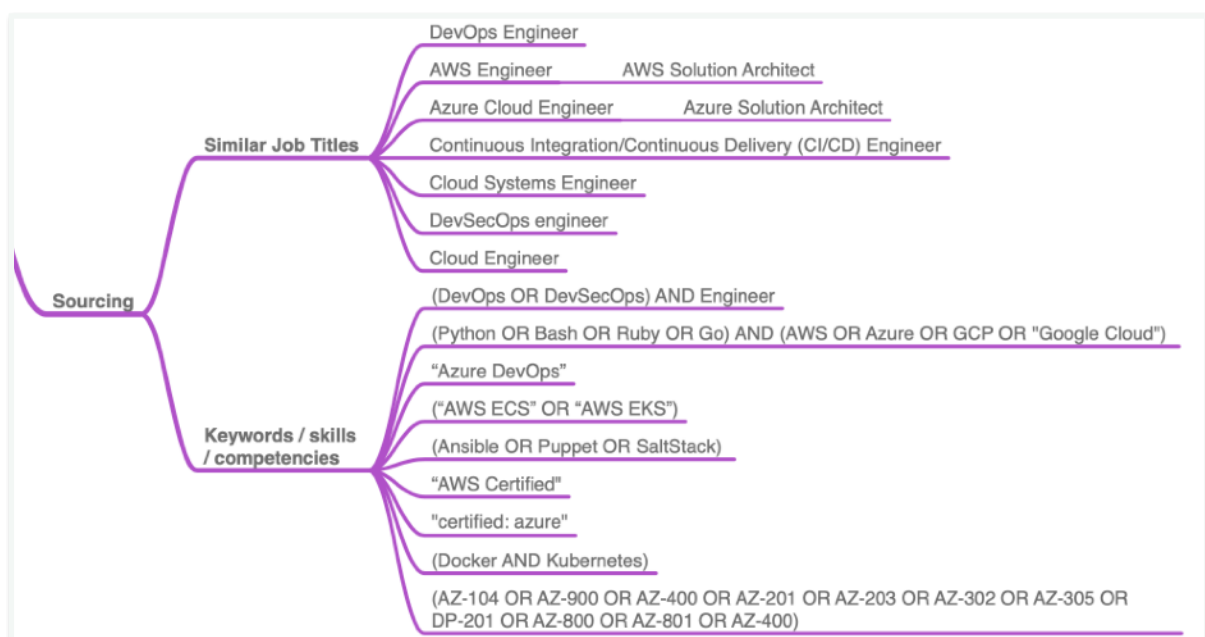 DevOps Engineer
AWS Engineer
AWS Solution Architect
Azure Cloud Engineer
Azure Solution Architect
Similar Job Titles
Continuous Integration/Continuous Delivery (CI/CD) Engineer
Cloud Systems Engineer
DevSecOps engineer
Cloud Engineer
Sourcing
(DevOps OR DevSecOps) AND Engineer
(Python OR Bash OR Ruby OR Go) AND (AWS OR Azure OR GCP OR "Google Cloud")
“Azure DevOps”
(“AWS ECS” OR “AWS EKS”)
Keywords / skills
/ competencies
(Ansible OR Puppet OR SaltStack)
“AWS Certified"
"certified: azure"
(Docker AND Kubernetes)
(AZ-104 OR AZ-900 OR AZ-400 OR AZ-201 OR AZ-203 OR AZ-302 OR AZ-305 OR
DP-201 OR AZ-800 OR AZ-801 OR AZ-400)